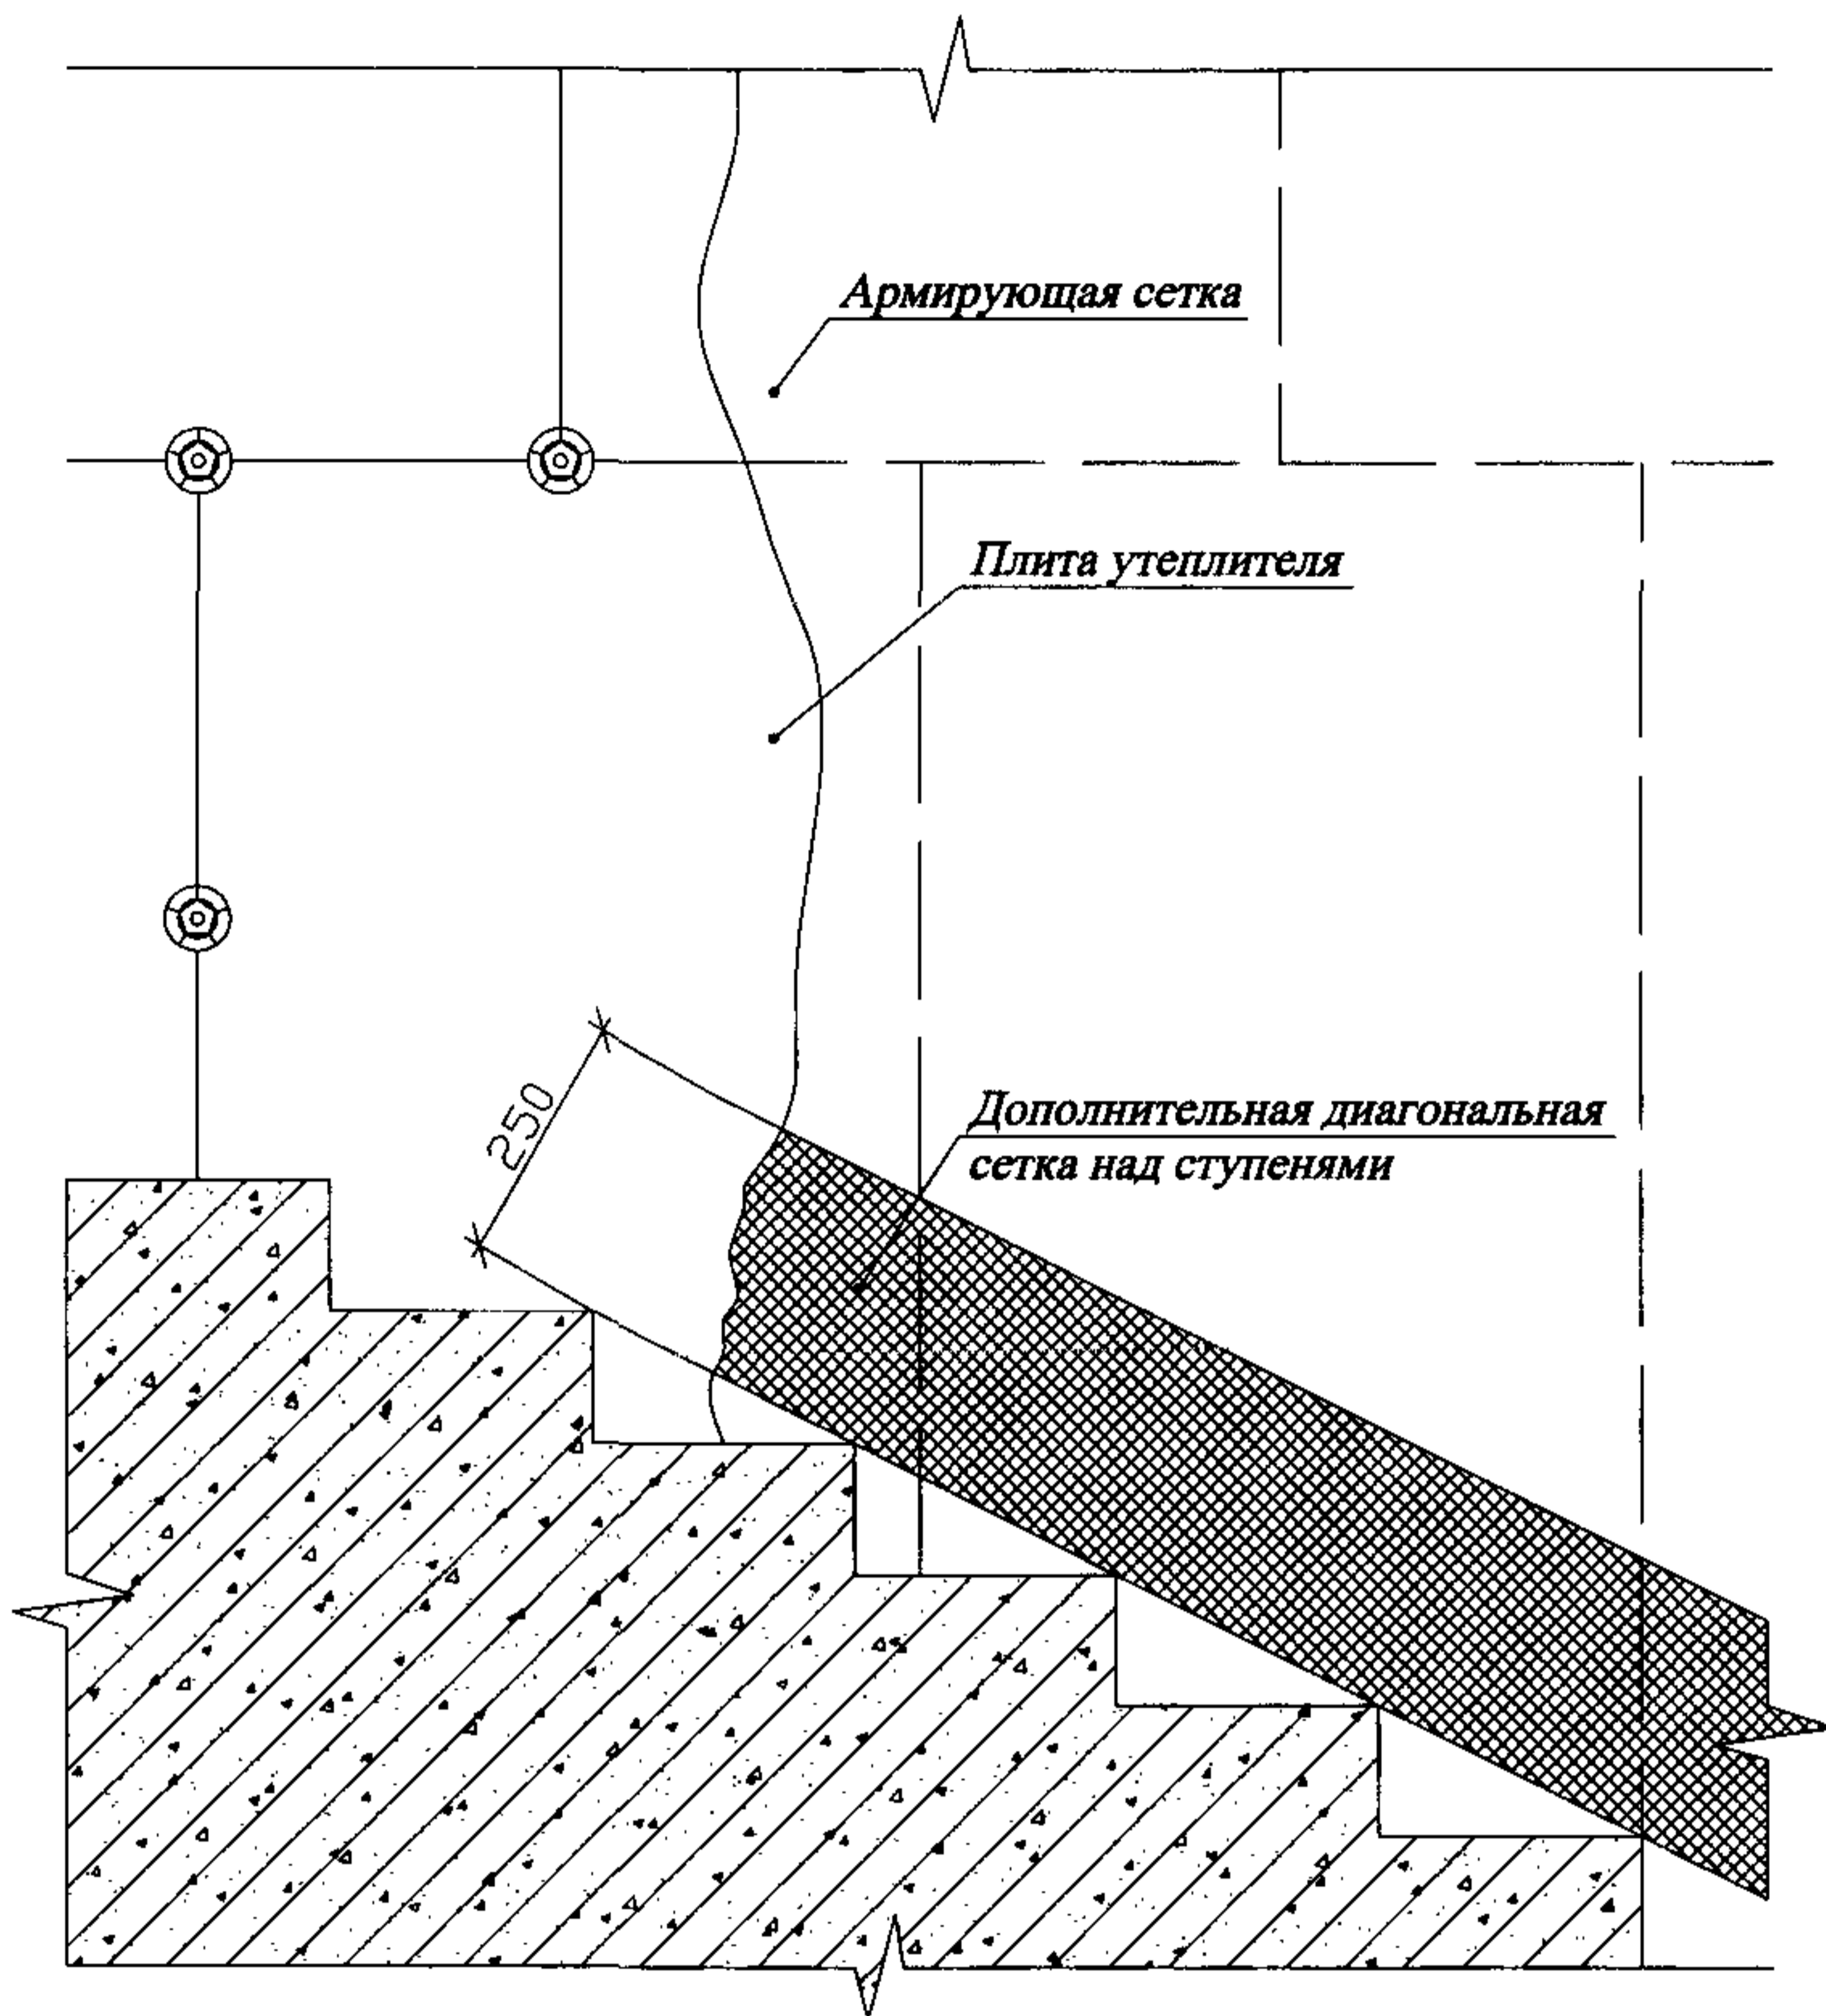 Армирующая сетка
Плита утеплителя
250
Дополнительная диагональная
сетка над ступенями